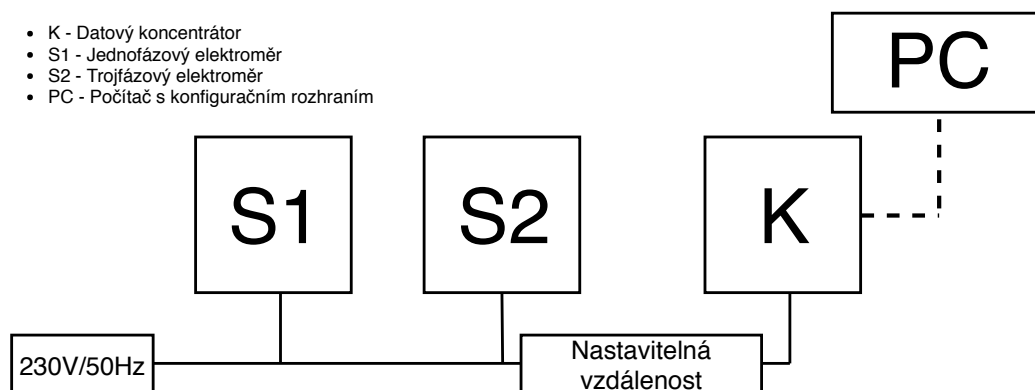 K - Datový koncentrátor
S1 - Jednofázový elektroměr
S2 - Trojfázový elektroměr
PC - Počítač s konfiguračním rozhraním
PC
S1
S2
K
230V/50Hz
Nastavitelná
vzdálenost